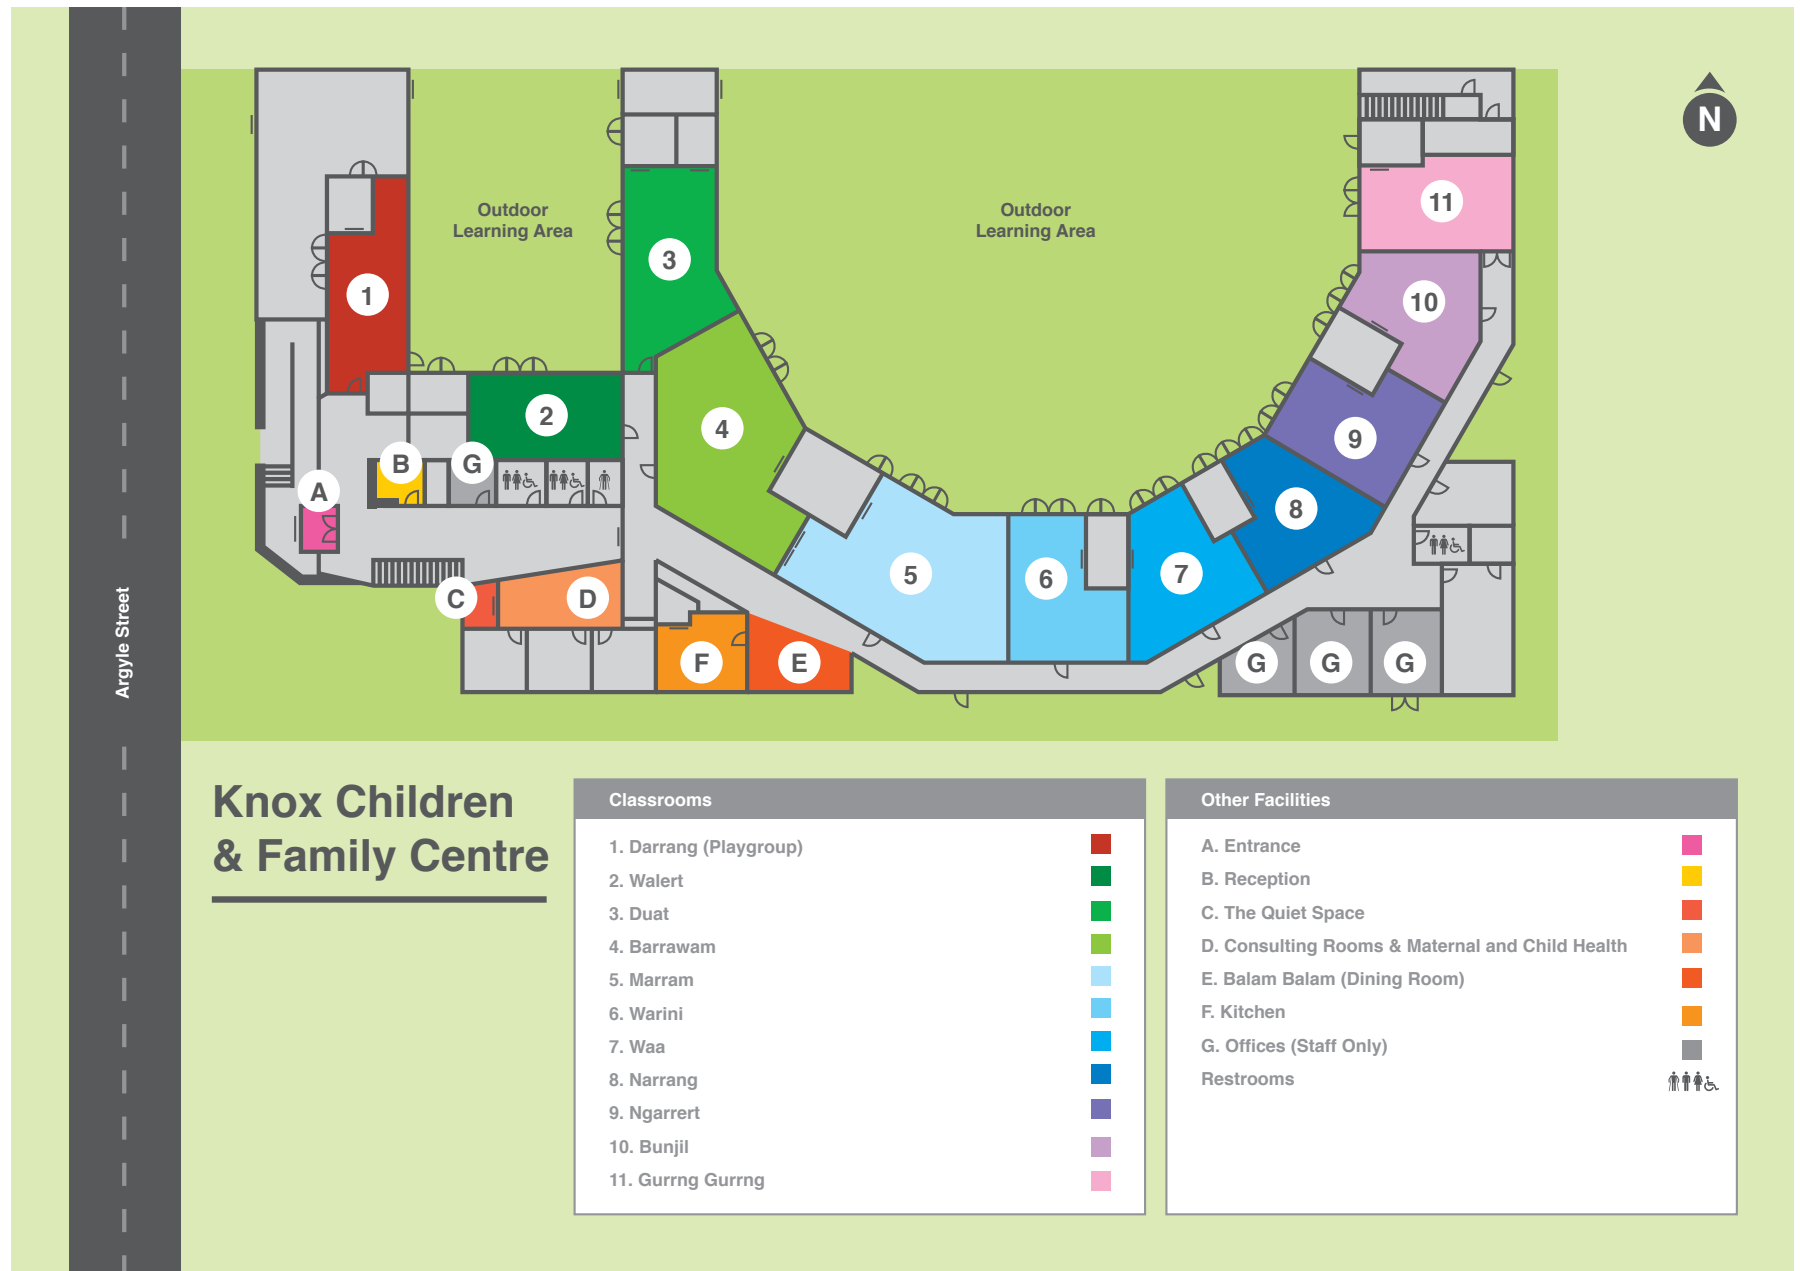 N
Outdoor
Learning Area
Outdoor
Learning Area
11
3
1
10
2
4
9
B
G
A
8
5
6
7
C
D
F
E
G
G
G
Argyle Street
Knox Children
& Family Centre
Classrooms
1. Darrang (Playgroup)
2. Walert
3. Duat
4. Barrawam
5. Marram
6. Warini
7. Waa
8. Narrang
9. Ngarrert
10. Bunjil
11. Gurrng Gurrng
Other Facilities
A. Entrance
B. Reception
C. The Quiet Space
D. Consulting Rooms & Maternal and Child Health
E. Balam Balam (Dining Room)
F. Kitchen
G. Offices (Staff Only)
Restrooms